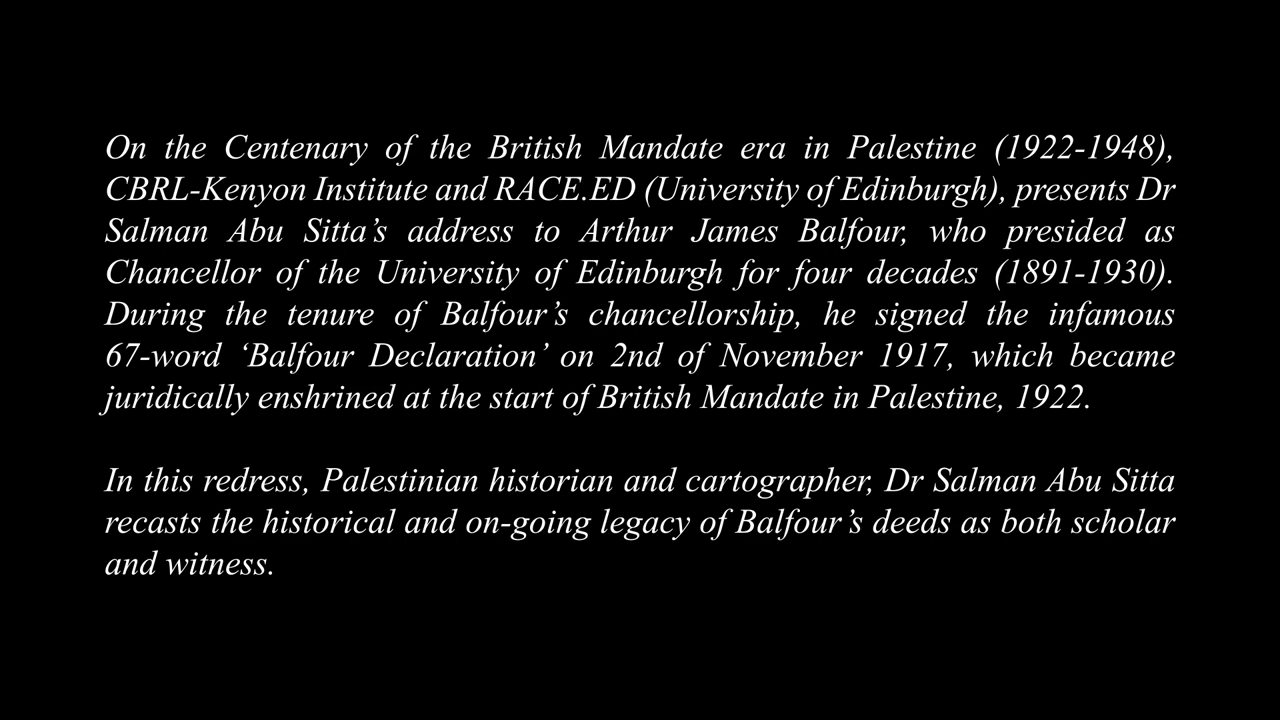 On the Centenary of the British Mandate era in Palestine (1922-1948),
CBRL-Kenyon Institute and RACE.ED (University of Edinburgh), presents Dr
Salman Abu Sitta’s address to Arthur James Balfour, who presided as
Chancellor of the University of Edinburgh for four decades (1891-1930).
During the tenure of Balfour’s chancellorship, he signed the infamous
67-word ‘Balfour Declaration’ on 2nd of November 1917, which became
juridically enshrined at the start of British Mandate in Palestine, 1922.
In this redress, Palestinian historian and cartographer, Dr Salman Abu Sitta
recasts the historical and on-going legacy of Balfour’s deeds as both scholar
and witness.